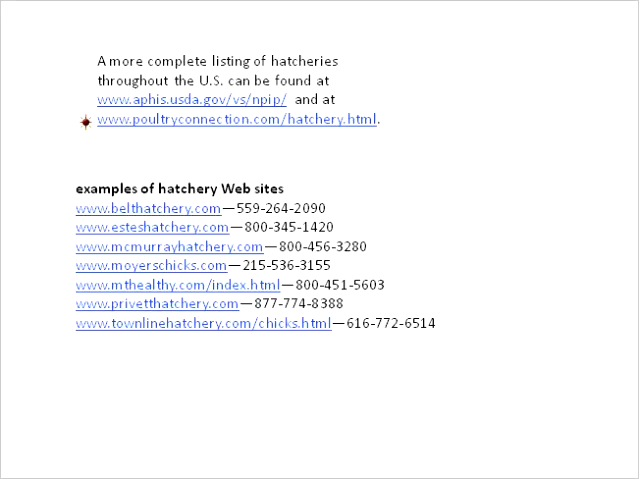 A more complete listing of hatcheries
throughout the U.S. can be found at
www.aphis.usda.gov/vs/npip/ and at
www.poultryconnection.com/hatchery.html.
examples of hatchery Web sites
www.belthatchery.com—559-264-2090
www.esteshatchery.com—800-345-1420
www.mcmurrayhatchery.com—800-456-3280
www.moyerschicks.com—215-536-3155
www.mthealthy.com/index.html—800-451-5603
www.privetthatchery.com—877-774-8388
www.townlinehatchery.com/chicks.html—616-772-6514